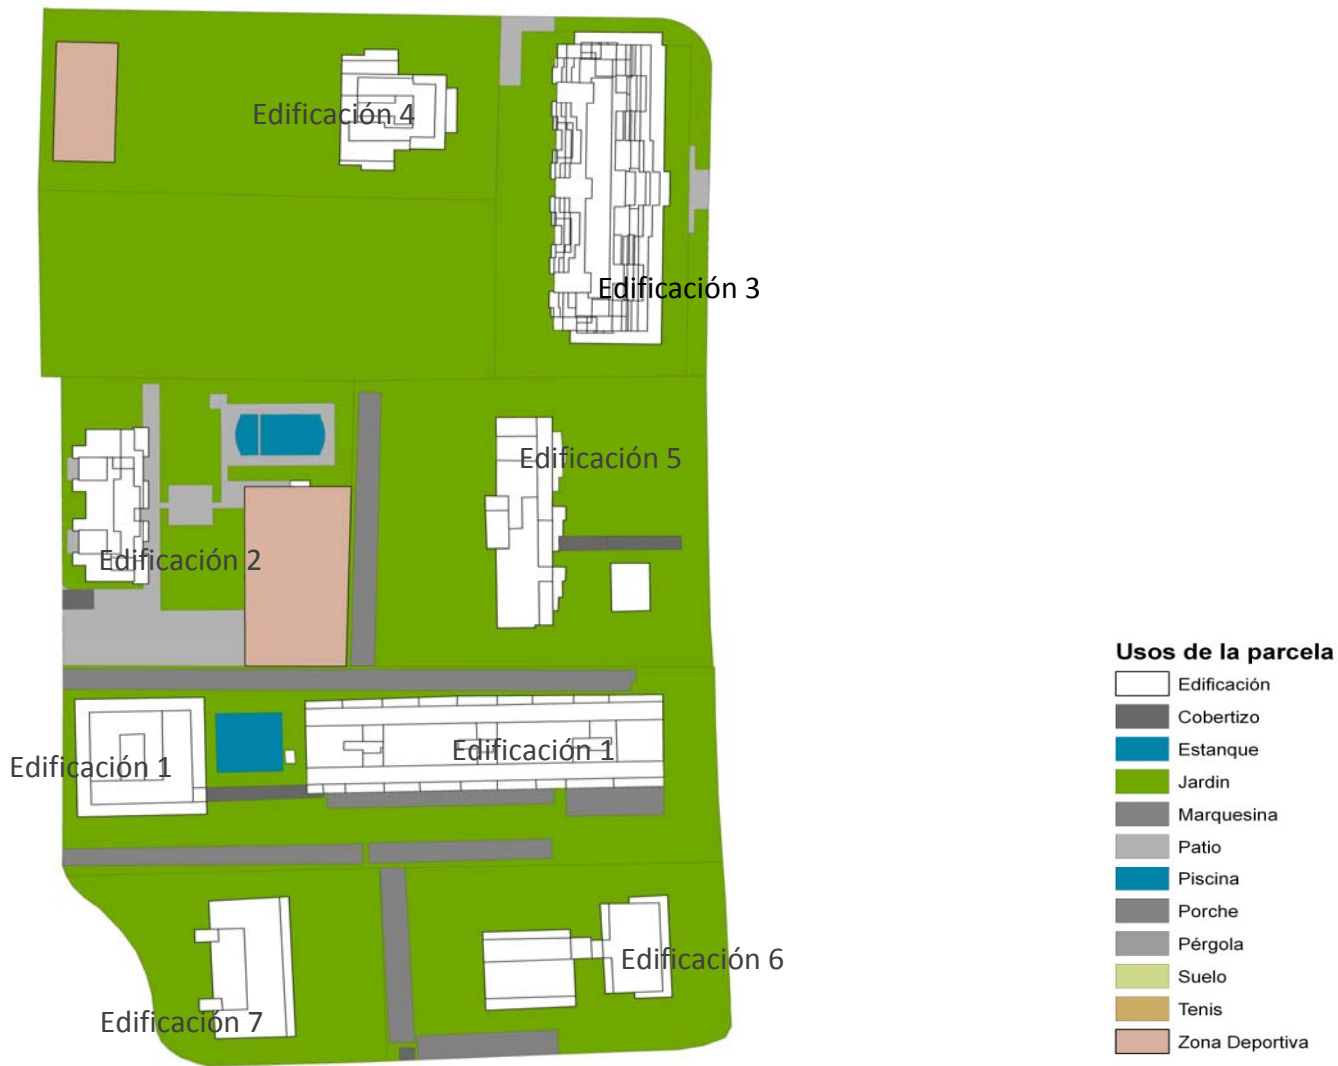 Edificación 4
Edificación 3
Edificación 5
Edificación 2
Edificación 1
Edificación 1
Edificación 6
Edificación 7
Usos de la parcela
Edificación
Cobertizo
Estanque
Jardin
Marquesina
Patio
Piscina
Porche
Pérgola
Suelo
Tenis
Zona Deportiva